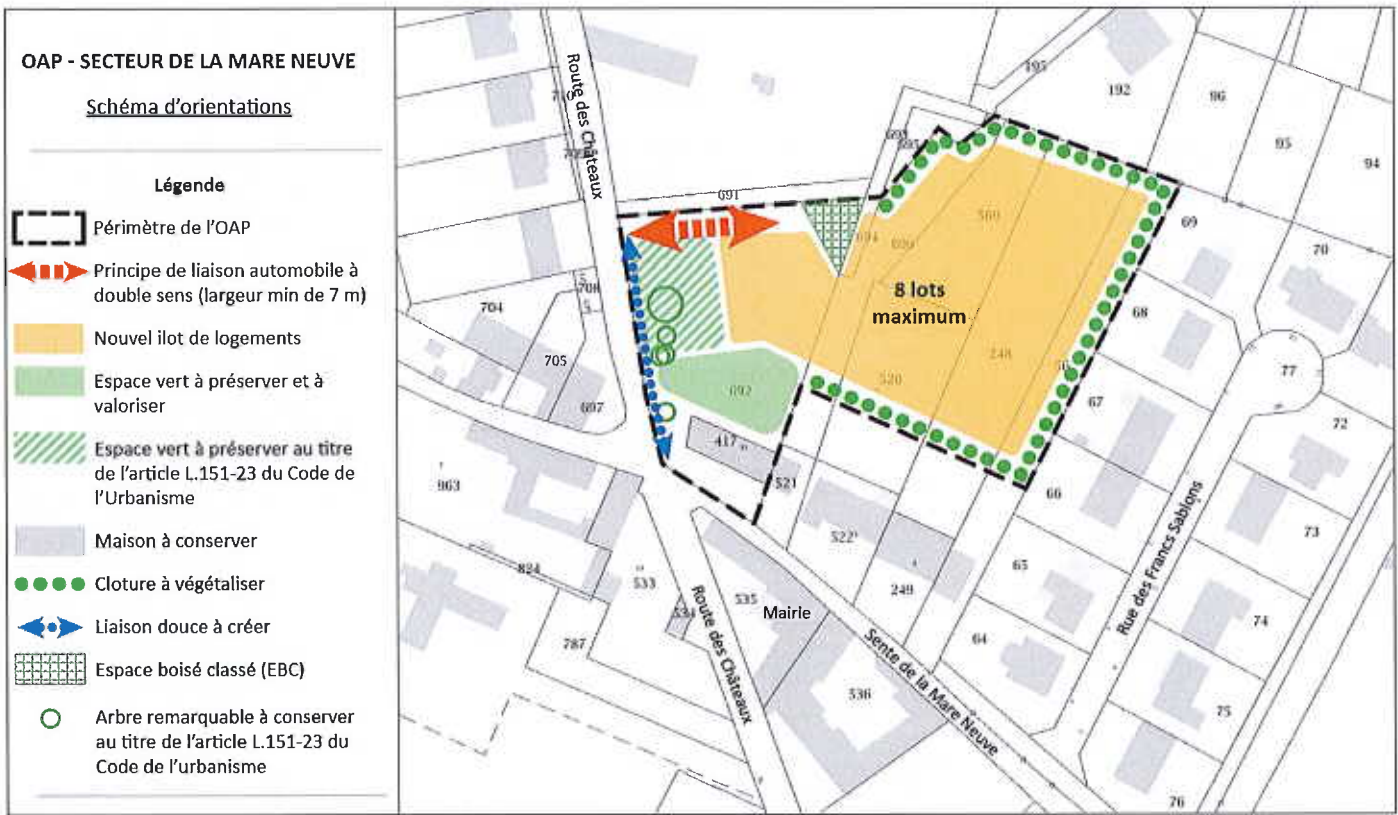 OAP - SECTEUR DE LA MARE NEUVE
Schéma d'orientations
Légende
Périmètre de l'OAP
Principe de liaison automobile à
double sens (largeur min de 7 m)
Nouvel ilot de logements
Espace vert à préserver et à
valoriser
Espace vert à préserver au titre
de l'article L.151-23 du Code de
l'Urbanisme
Maison à conserver
Cloture à végétaliser
Liaison douce à créer
Espace boisé classé (EBC)
Arbre remarquable à conserver
au titre de l'article L.151-23 du
Code de l'urbanisme
Route des Châteaux
195
192
96
95
94
691
69
70
694
569
8 lots
maximum
68
248
520
77
67
72
692
704
708
705
697
417
521
66
963
522
73
249
65
824
533
534
535
Mairie
Route des Châteaux
Sente de la Mare Neuve
Rue des Francs Sablons
64
74
787
336
75
76